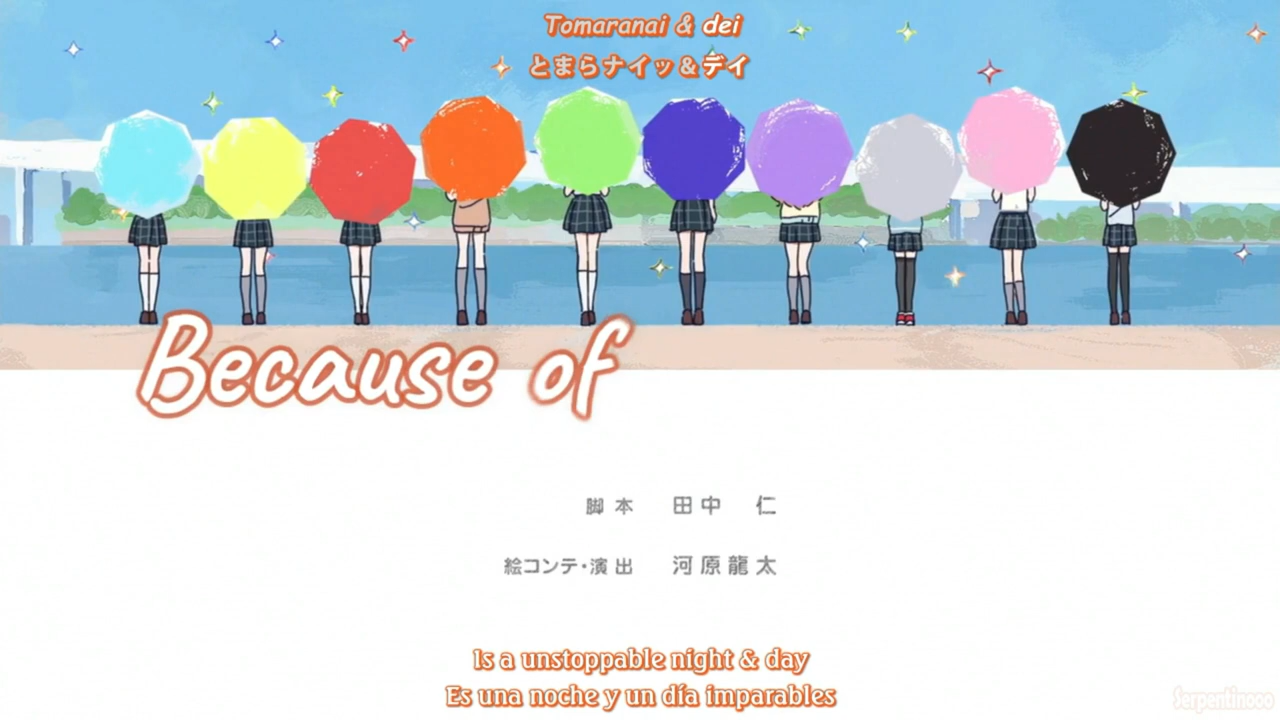 Tomaranai & dei
とまらナイッ&デイ
Because of
脚本 田中 仁
絵コンテ・演出 河原龍太
Is a unstoppable night & day
Es una noche y un día imparables
Serpentinooo